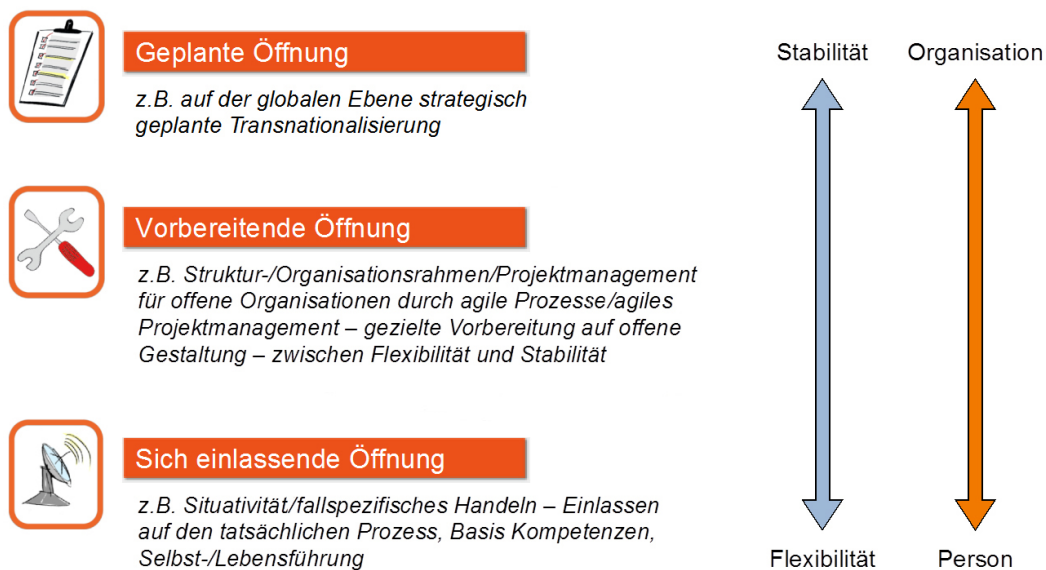 Geplante Öffnung
z.B. auf der globalen Ebene strategisch
geplante Transnationalisierung
Vorbereitende Öffnung
z.B. Struktur-/Organisationsrahmen/Projektmanagement
für offene Organisationen durch agile Prozesse/agiles
Projektmanagement – gezielte Vorbereitung auf offene
Gestaltung – zwischen Flexibilität und Stabilität
Sich einlassende Öffnung
z.B. Situativität/fallspezifisches Handeln – Einlassen
auf den tatsächlichen Prozess, Basis Kompetenzen,
Selbst-/Lebensführung
Stabilität
Organisation
Flexibilität
Person